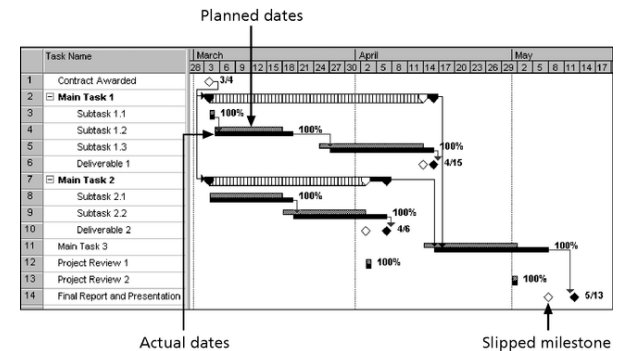 Planned dates
Task Name March April May
28 3 6 9 12 15 18 21 24 27 30 2 5 8 11 14 17 20 23 26 29 2 5 8 11 14 17
1 Contract Awarded 3/4
2 Main Task 1
3 Subtask 1.1 100%
4 Subtask 1.2 100%
5 Subtask 1.3 100%
6 Deliverable 1 4/15
7 Main Task 2
8 Subtask 2.1 100%
9 Subtask 2.2 100%
10 Deliverable 2 4/6
11 Main Task 3 100%
12 Project Review 1 100%
13 Project Review 2 100%
14 Final Report and Presentation 5/13
Actual dates Slipped milestone